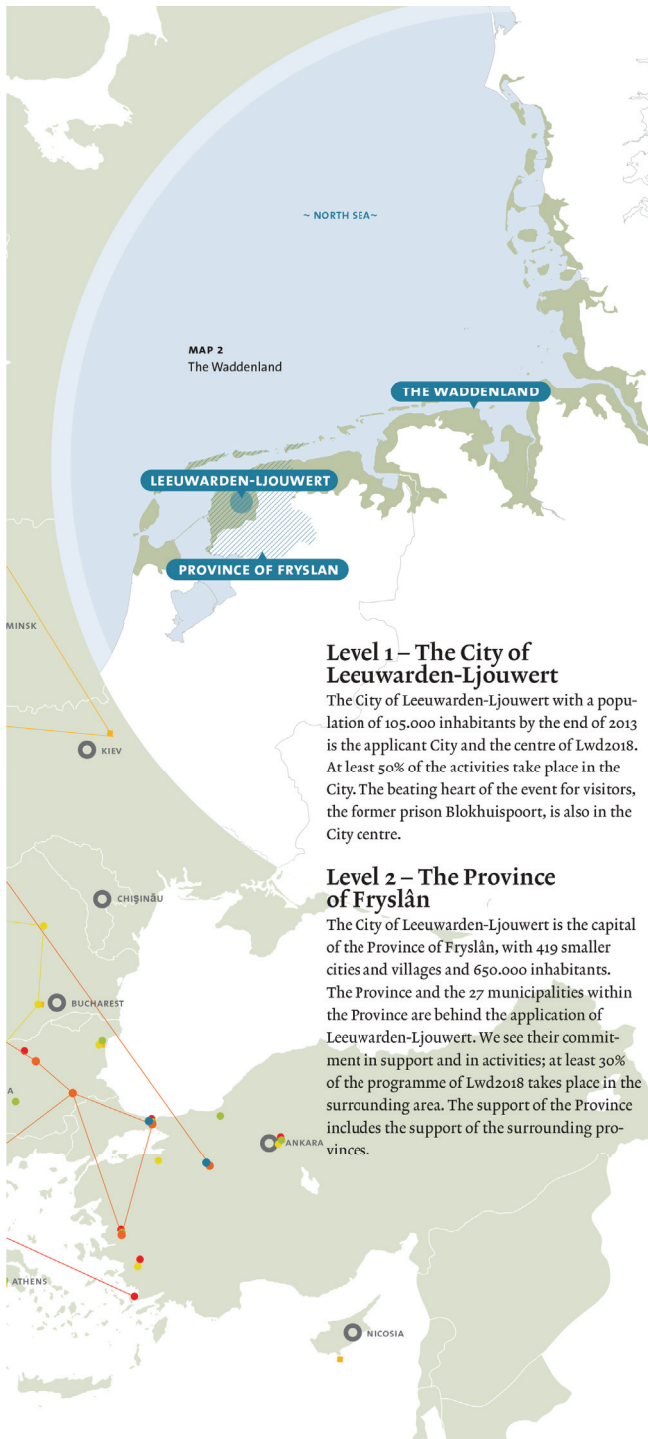 ~ NORTH SEA~
MAP 2
The Waddenland
THE WADDENLAND
LEEUWARDEN-LJOUWERT
PROVINCE OF FRYSLAN
MINSK
KIEV
Level 1 – The City of
Leeuwarden-Ljouwert
The City of Leeuwarden-Ljouwert with a popu-
lation of 105.000 inhabitants by the end of 2013
is the applicant City and the centre of Lwd2018.
At least 50% of the activities take place in the
City. The beating heart of the event for visitors,
the former prison Blokhuispoort, is also in the
City centre.
CHIŞINĂU
Level 2 – The Province
of Fryslân
The City of Leeuwarden-Ljouwert is the capital
of the Province of Fryslân, with 419 smaller
cities and villages and 650.000 inhabitants.
The Province and the 27 municipalities within
the Province are behind the application of
Leeuwarden-Ljouwert. We see their commit-
ment in support and in activities; at least 30%
of the programme of Lwd2018 takes place in the
surrounding area. The support of the Province
includes the support of the surrounding pro-
vinces.
BUCHAREST
A
ANKARA
ATHENS
NICOSIA